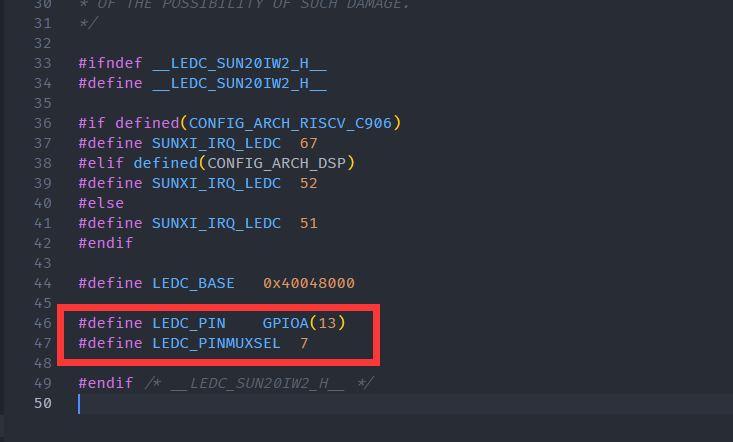 30 * OF THE POSSIBILITY OF SUCH DAMAGE.
31 */
32
33 #ifndef __LEDC_SUN20IW2_H__
34 #define __LEDC_SUN20IW2_H__
35
36 #if defined(CONFIG_ARCH_RISCV_C906)
37 #define SUNXI_IRQ_LEDC  67
38 #elif defined(CONFIG_ARCH_DSP)
39 #define SUNXI_IRQ_LEDC  52
40 #else
41 #define SUNXI_IRQ_LEDC  51
42 #endif
43
44 #define LEDC_BASE   0x40048000
45
46 #define LEDC_PIN    GPIOA(13)
47 #define LEDC_PINMUXSEL  7
48
49 #endif /* __LEDC_SUN20IW2_H__ */
50